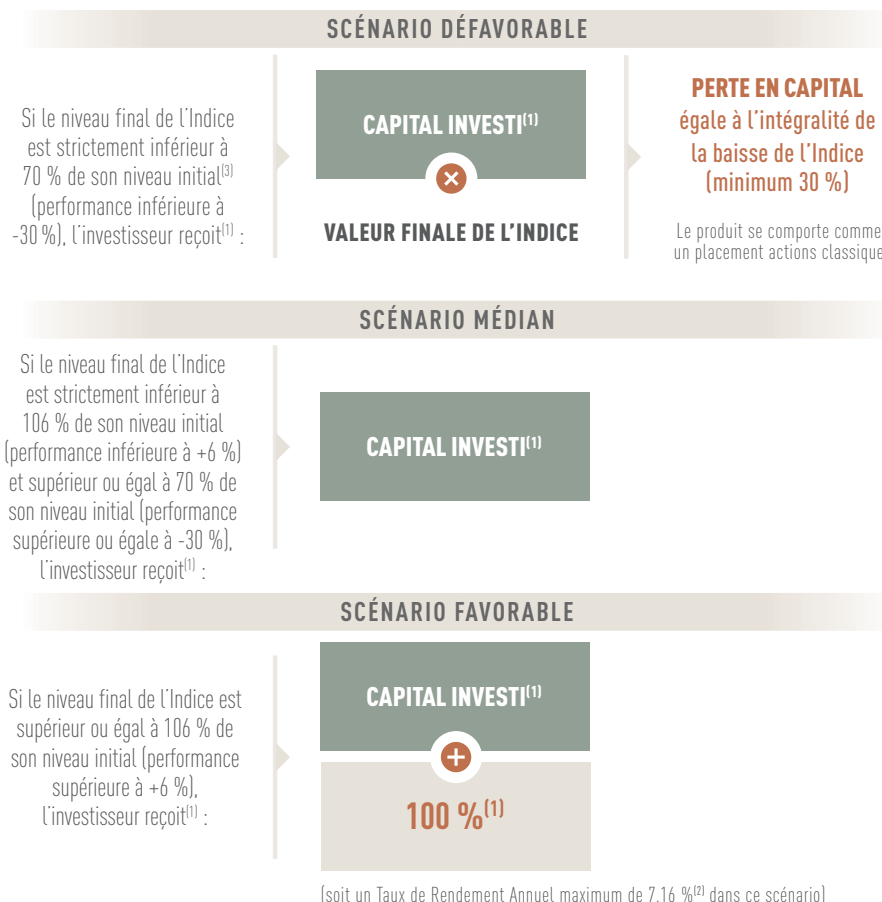 SCÉNARIO DÉFAVORABLE
Si le niveau final de l'Indice
est strictement inférieur à
70 % de son niveau initial(3)
(performance inférieure à
-30 %), l'investisseur reçoit(1) :
CAPITAL INVESTI(1)
×
VALEUR FINALE DE L'INDICE
PERTE EN CAPITAL
égale à l'intégralité de
la baisse de l'Indice
(minimum 30 %)
Le produit se comporte comme
un placement actions classique
SCÉNARIO MÉDIAN
Si le niveau final de l'Indice
est strictement inférieur à
106 % de son niveau initial
(performance inférieure à +6 %)
et supérieur ou égal à 70 % de
son niveau initial (performance
supérieure ou égale à -30 %),
l'investisseur reçoit(1) :
CAPITAL INVESTI(1)
SCÉNARIO FAVORABLE
Si le niveau final de l'Indice est
supérieur ou égal à 106 % de
son niveau initial (performance
supérieure à +6 %),
l'investisseur reçoit(1) :
CAPITAL INVESTI(1)
+
100 %(1)
(soit un Taux de Rendement Annuel maximum de 7,16 %(2) dans ce scénario)